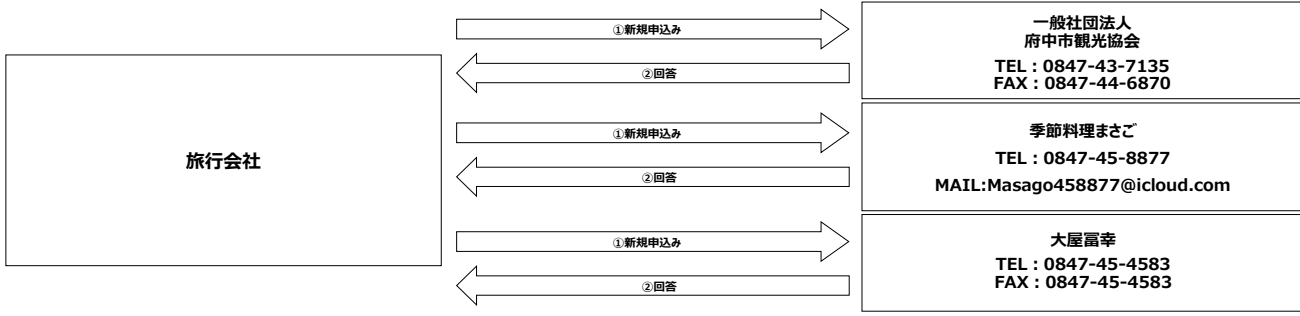 旅行会社
①新規申込み
②回答
一般社団法人
府中市観光協会
TEL：0847-43-7135
FAX：0847-44-6870
①新規申込み
②回答
季節料理まさご
TEL：0847-45-8877
MAIL:Masago458877@icloud.com
①新規申込み
②回答
大屋冨幸
TEL：0847-45-4583
FAX：0847-45-4583